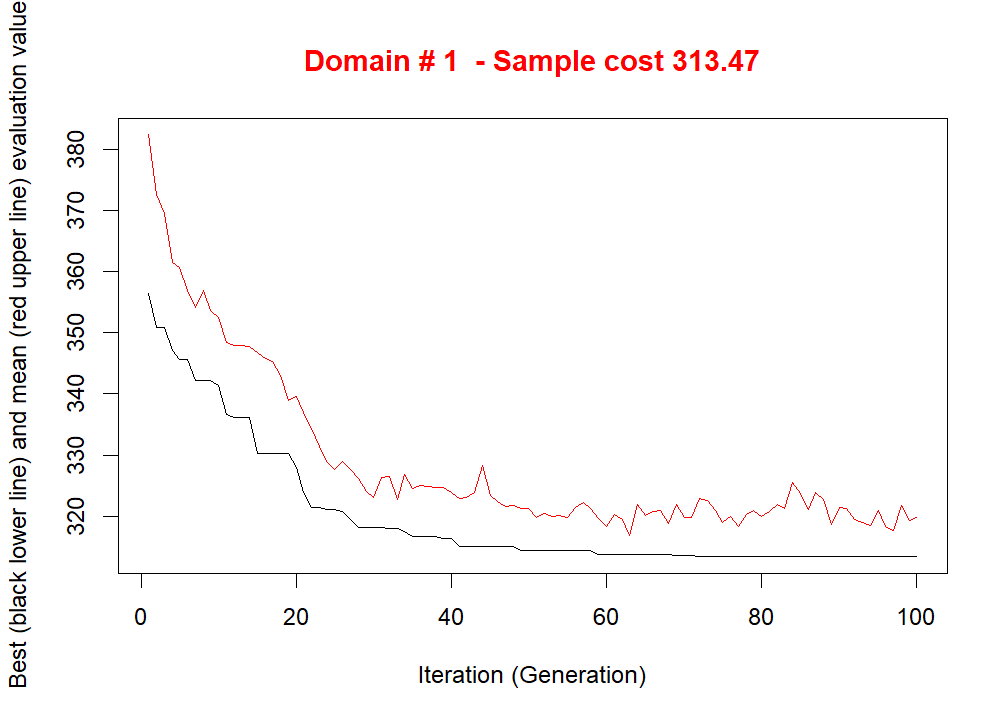 Domain # 1  - Sample cost 313.47
Best (black lower line) and mean (red upper line) evaluation value
380
370
360
350
340
330
320
0 20 40 60 80 100
Iteration (Generation)